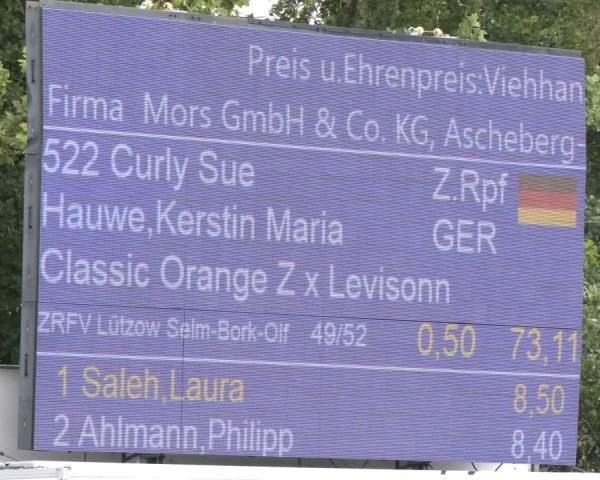 Preis u.Ehrenpreis:Viehhan
Firma Mors GmbH & Co. KG, Ascheberg-
522 Curly Sue Z.Rpf
Hauwe,Kerstin Maria GER
Classic Orange Z x Levisonn
ZRFV Lützow Selm-Bork-Olf 49/52 0,50 73,11
1 Saleh,Laura 8,50
2 Ahlmann,Philipp 8,40